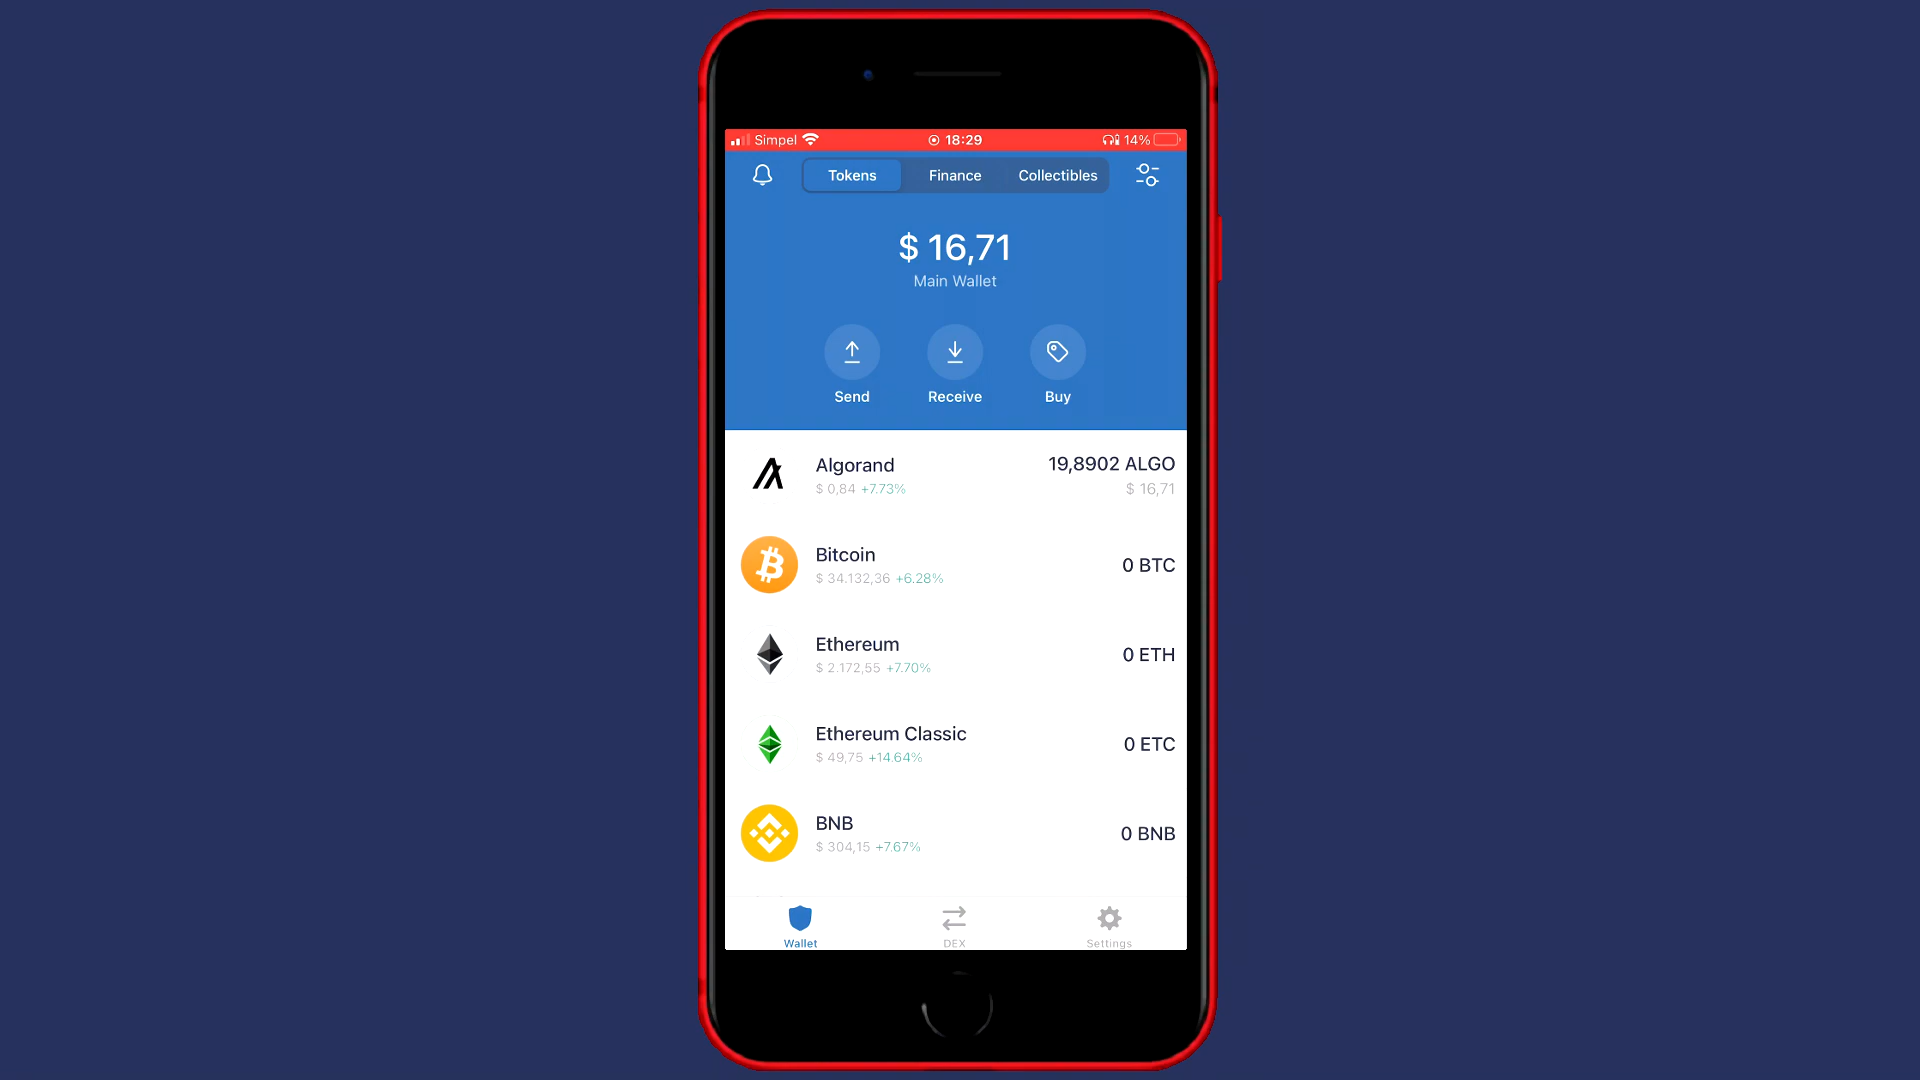 Simpel 18:29 14%
Tokens Finance Collectibles
$ 16,71
Main Wallet
Send Receive Buy
Algorand 19,8902 ALGO
$ 0,84 +7.73% $ 16,71
Bitcoin
$ 34.132,36 +6.28%
0 BTC
Ethereum
$ 2.172,55 +7.70%
0 ETH
Ethereum Classic
$ 49,75 +14.64%
0 ETC
BNB
$ 304,15 +7.67%
0 BNB
Wallet DEX Settings